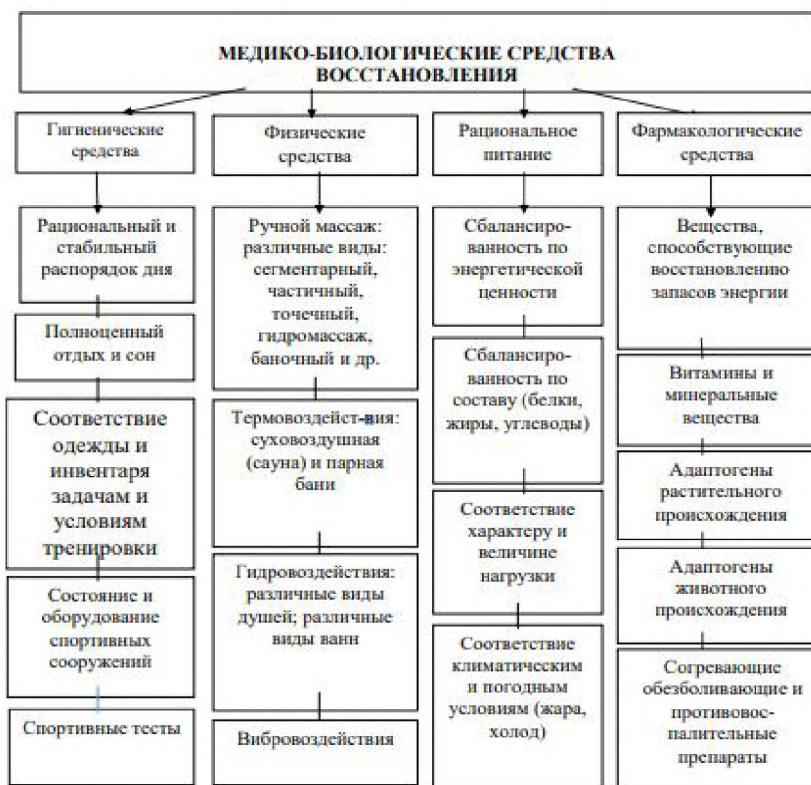 МЕДИКО-БИОЛОГИЧЕСКИЕ СРЕДСТВА
ВОССТАНОВЛЕНИЯ
Гигиенические
средства
Рациональный и
стабильный
распорядок дня
Полноценный
отдых и сон
Соответствие
одежды и
инвентаря
задачам и
условиям
тренировки
Состояние и
оборудование
спортивных
сооружений
Спортивные тесты
Физические
средства
Ручной массаж:
различные виды:
сегментарный,
частичный,
точечный,
гидромассаж,
баночный и др.
Термовоздейст-вия:
суховоздушная
(сауна) и парная
бани
Гидровоздействия:
различные виды
душей; различные
виды ванн
Вибровоздействия
Рациональное
питание
Сбалансиро-
ванность по
энергетической
ценности
Сбалансиро-
ванность по
составу (белки,
жиры, углеводы)
Соответствие
характеру и
величине
нагрузки
Соответствие
климатическим
и погодным
условиям (жара,
холод)
Фармакологические
средства
Вещества,
способствующие
восстановлению
запасов энергии
Витамины и
минеральные
вещества
Адаптогены
растительного
происхождения
Адаптогены
животного
происхождения
Согревающие
обезболивающие и
противовос-
палительные
препараты